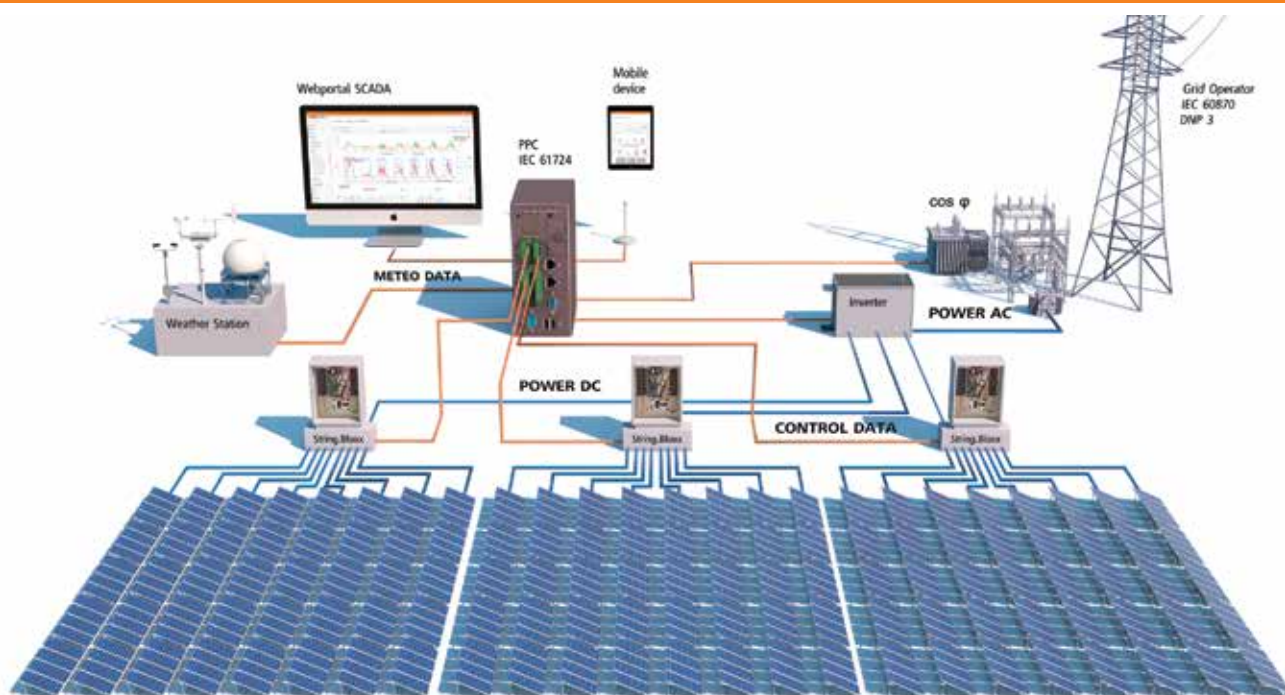 Webportal SCADA
Mobile
device
Grid Operator
IEC 60870
DNP 3
PPC
IEC 61724
cos φ
METEO DATA
Weather Station
Inverter
POWER AC
POWER DC
CONTROL DATA
String.Bloxx
String.Bloxx
String.Bloxx